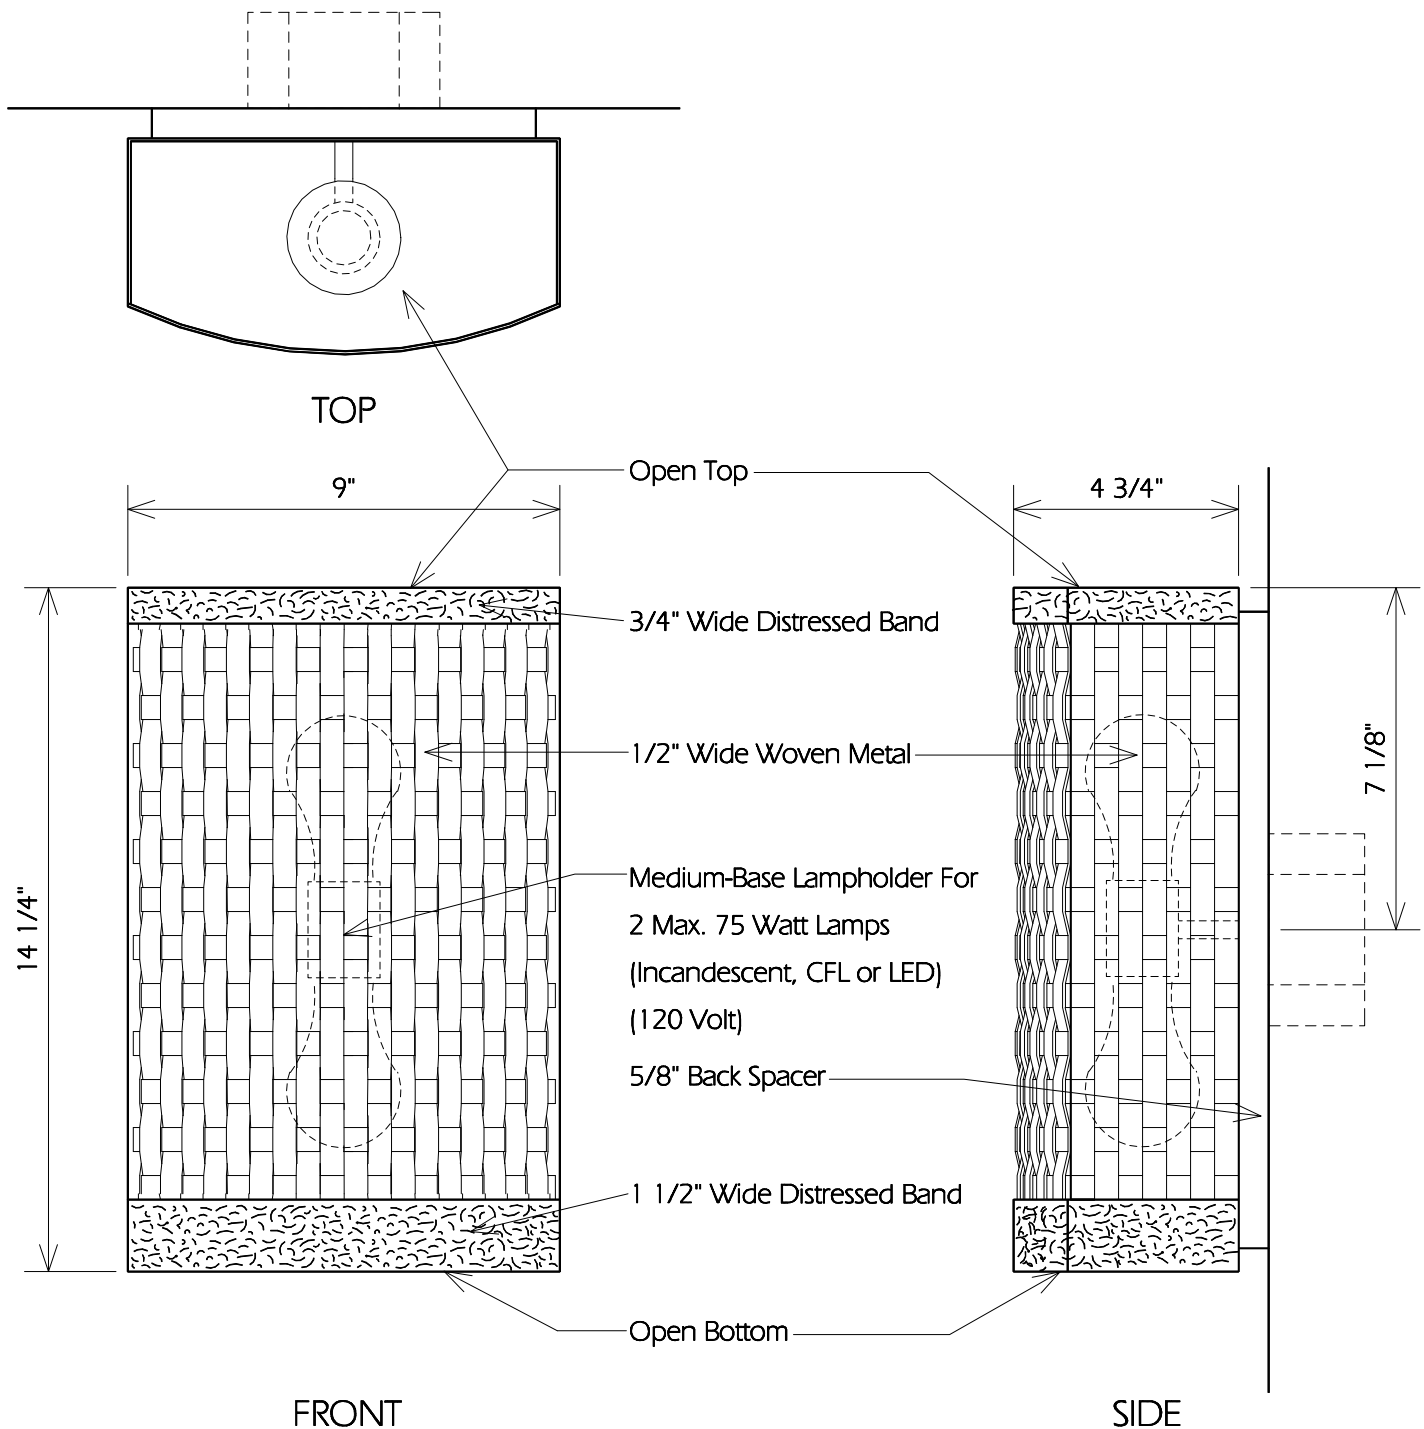 TOP
Open Top
9"
4 3/4"
3/4" Wide Distressed Band
1/2" Wide Woven Metal
7 1/8"
Medium-Base Lampholder For
2 Max. 75 Watt Lamps
(Incandescent, CFL or LED)
(120 Volt)
14 1/4"
5/8" Back Spacer
1 1/2" Wide Distressed Band
Open Bottom
FRONT
SIDE